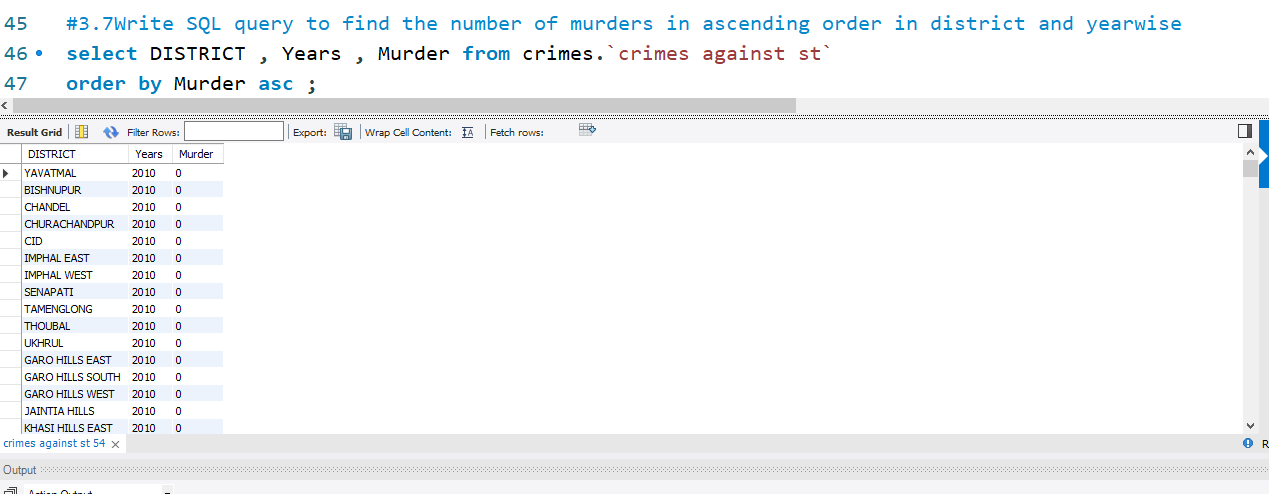 45 #3.7Write SQL query to find the number of murders in ascending order in district and yearwise
46 select DISTRICT , Years , Murder from crimes.`crimes against st`
47 order by Murder asc ;
Result Grid Filter Rows: Export: Wrap Cell Content: Fetch rows:
DISTRICT Years Murder
YAVATMAL 2010 0
BISHNUPUR 2010 0
CHANDEL 2010 0
CHURACHANDPUR 2010 0
CID 2010 0
IMPHAL EAST 2010 0
IMPHAL WEST 2010 0
SENAPATI 2010 0
TAMENGLONG 2010 0
THOUBAL 2010 0
UKHRUL 2010 0
GARO HILLS EAST 2010 0
GARO HILLS SOUTH 2010 0
GARO HILLS WEST 2010 0
JAINTIA HILLS 2010 0
KHASI HILLS EAST 2010 0
crimes against st 54 R
Output
Action Output